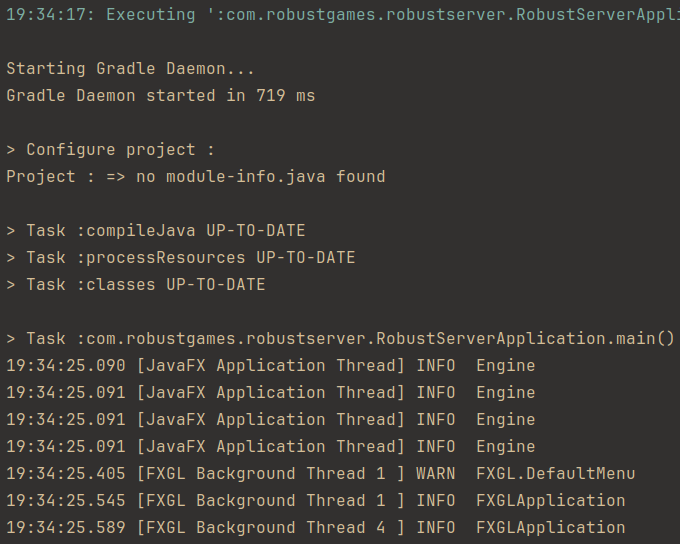 19:34:17: Executing ':com.robustgames.robustserver.RobustServerAppli
Starting Gradle Daemon...
Gradle Daemon started in 719 ms
> Configure project :
Project : => no module-info.java found
> Task :compileJava UP-TO-DATE
> Task :processResources UP-TO-DATE
> Task :classes UP-TO-DATE
> Task :com.robustgames.robustserver.RobustServerApplication.main()
19:34:25.090 [JavaFX Application Thread] INFO  Engine
19:34:25.091 [JavaFX Application Thread] INFO  Engine
19:34:25.091 [JavaFX Application Thread] INFO  Engine
19:34:25.091 [JavaFX Application Thread] INFO  Engine
19:34:25.405 [FXGL Background Thread 1 ] WARN  FXGL.DefaultMenu
19:34:25.545 [FXGL Background Thread 1 ] INFO  FXGLApplication
19:34:25.589 [FXGL Background Thread 4 ] INFO  FXGLApplication